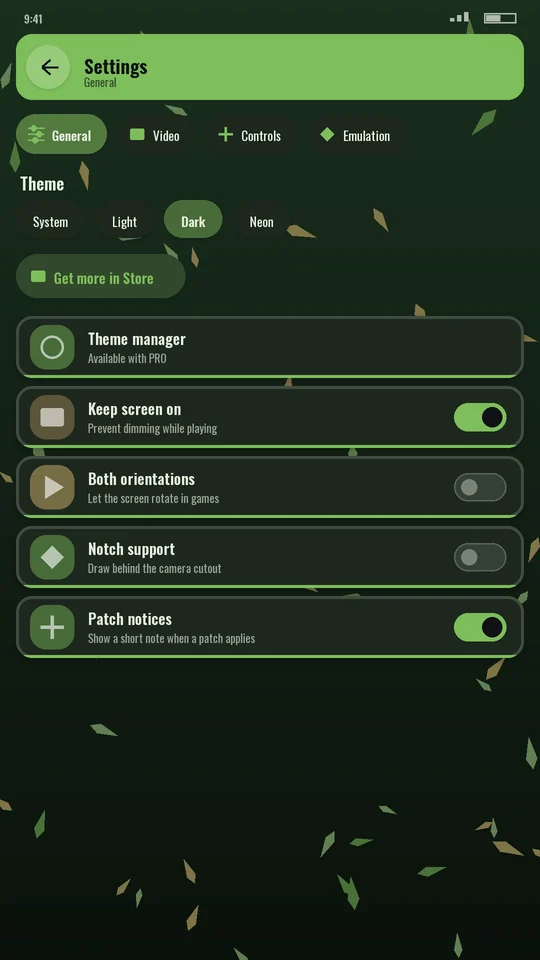 9:41
Settings
General
General
Video
Controls
Emulation
Theme
System
Light
Dark
Neon
Get more in Store
Theme manager
Available with PRO
Keep screen on
Prevent dimming while playing
Both orientations
Let the screen rotate in games
Notch support
Draw behind the camera cutout
Patch notices
Show a short note when a patch applies